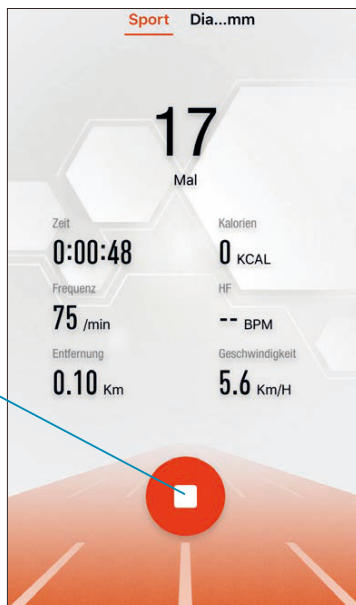 Sport Dia...mm
17
Mal
Zeit Kalorien
0:00:48 0 KCAL
Frequenz HF
75 /min -- BPM
Entfernung Geschwindigkeit
0.10 Km 5.6 Km/H